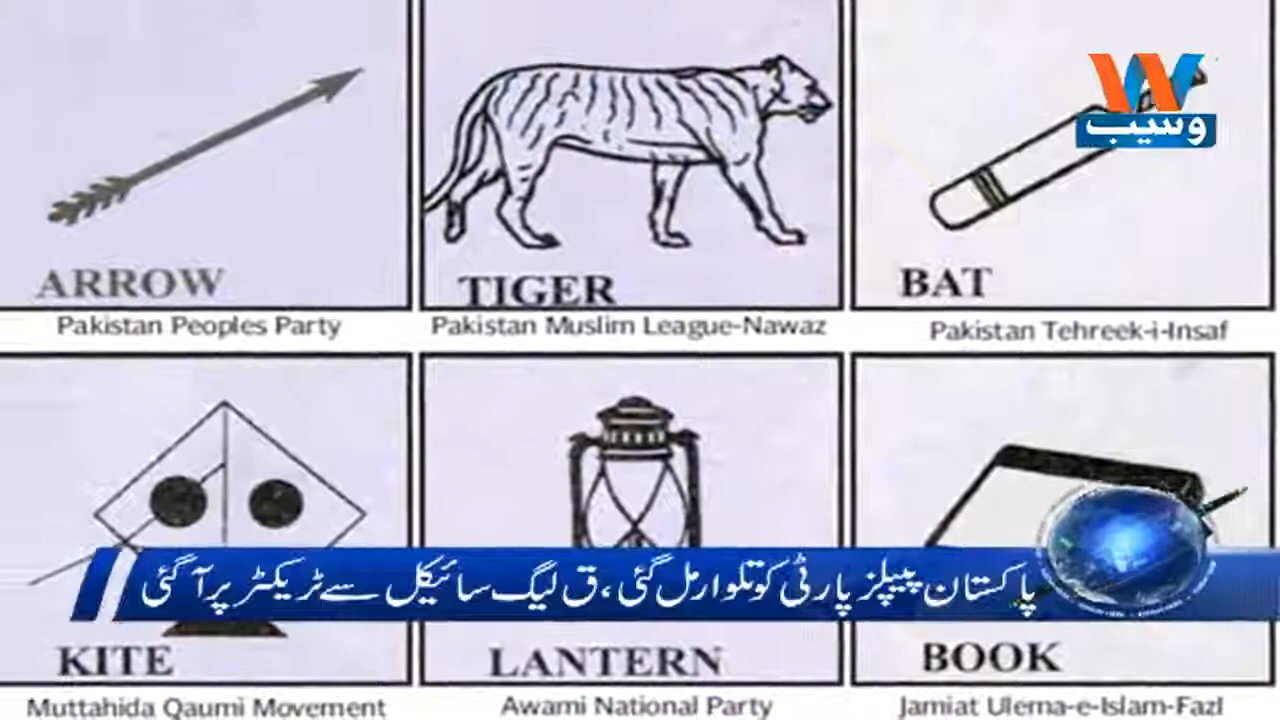 وسیب
ARROW
TIGER
BAT
Pakistan Peoples Party
Pakistan Muslim League-Nawaz
Pakistan Tehreek-i-Insaf
پاکستان پیپلز پارٹی کو تلوار مل گئی، ق لیگ سائیکل سے ٹریکٹر پر آ گئی
KITE
LANTERN
BOOK
Muttahida Qaumi Movement
Awami National Party
Jamiat Ulema-e-Islam-Fazl